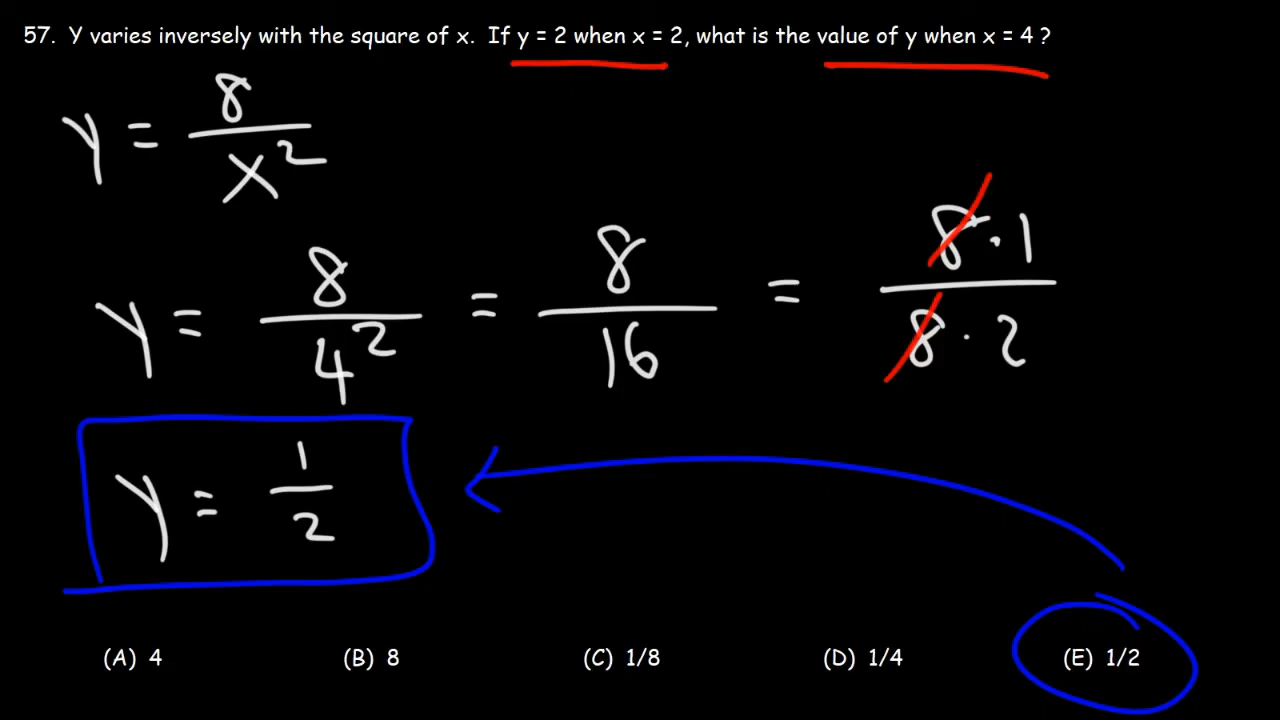 57. Y varies inversely with the square of x. If y = 2 when x = 2, what is the value of y when x = 4 ?
y = 8 / x²
y = 8 / 4² = 8 / 16 = 8 · 1 / 8 · 2
y = 1 / 2
(A) 4 (B) 8 (C) 1/8 (D) 1/4 (E) 1/2